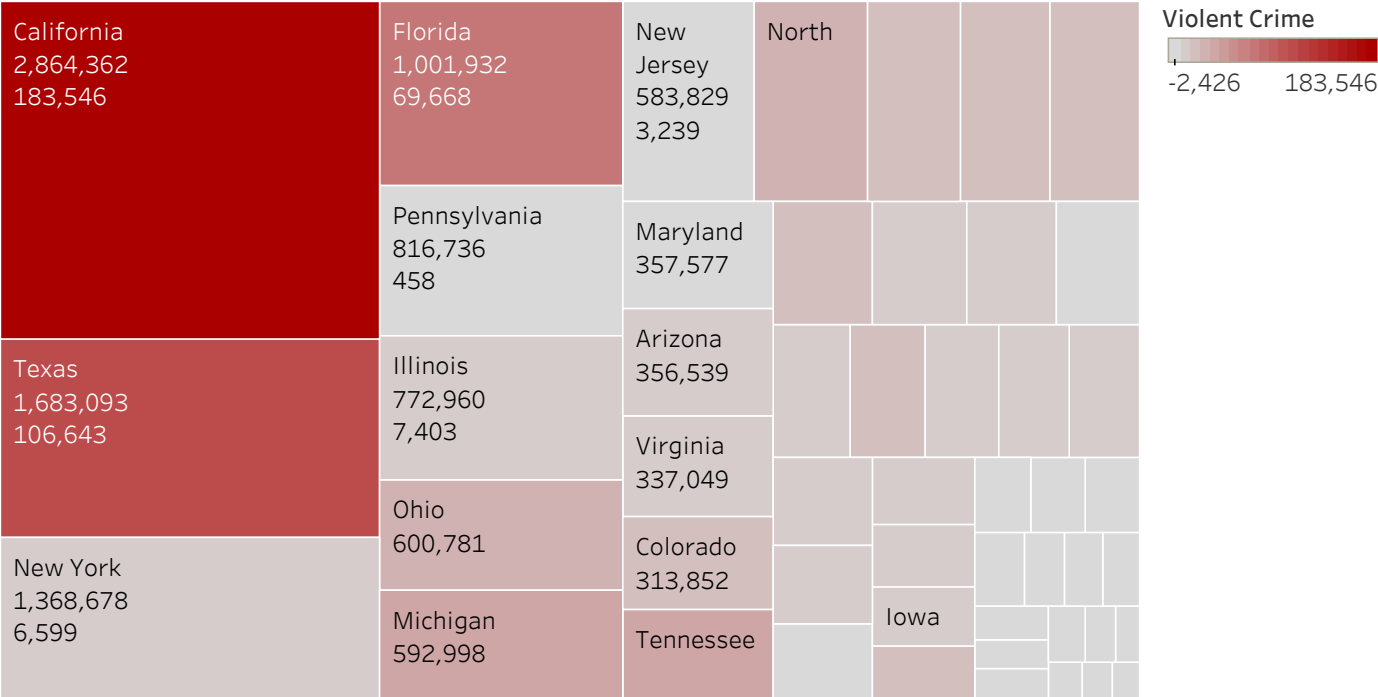 California
2,864,362
183,546
Texas
1,683,093
106,643
New York
1,368,678
6,599
Florida
1,001,932
69,668
Pennsylvania
816,736
458
Illinois
772,960
7,403
Ohio
600,781
Michigan
592,998
New
Jersey
583,829
3,239
Maryland
357,577
Arizona
356,539
Virginia
337,049
Colorado
313,852
Tennessee
North
Iowa
Violent Crime
-2,426 183,546